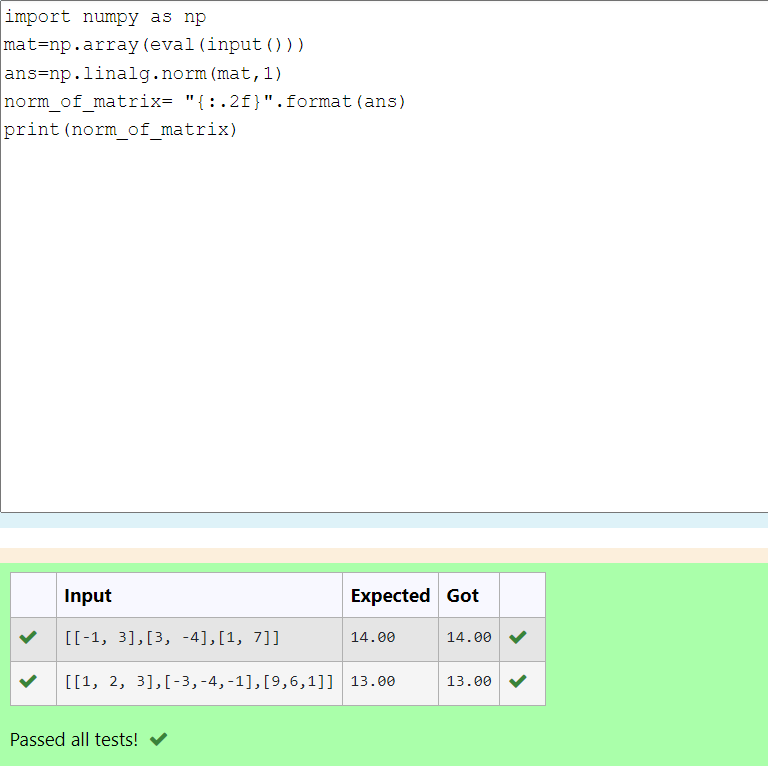 import numpy as np
mat=np.array(eval(input()))
ans=np.linalg.norm(mat,1)
norm_of_matrix= "{:.2f}".format(ans)
print(norm_of_matrix)
Input Expected Got
[[-1, 3],[3, -4],[1, 7]] 14.00 14.00
[[1, 2, 3],[-3,-4,-1],[9,6,1]] 13.00 13.00
Passed all tests!